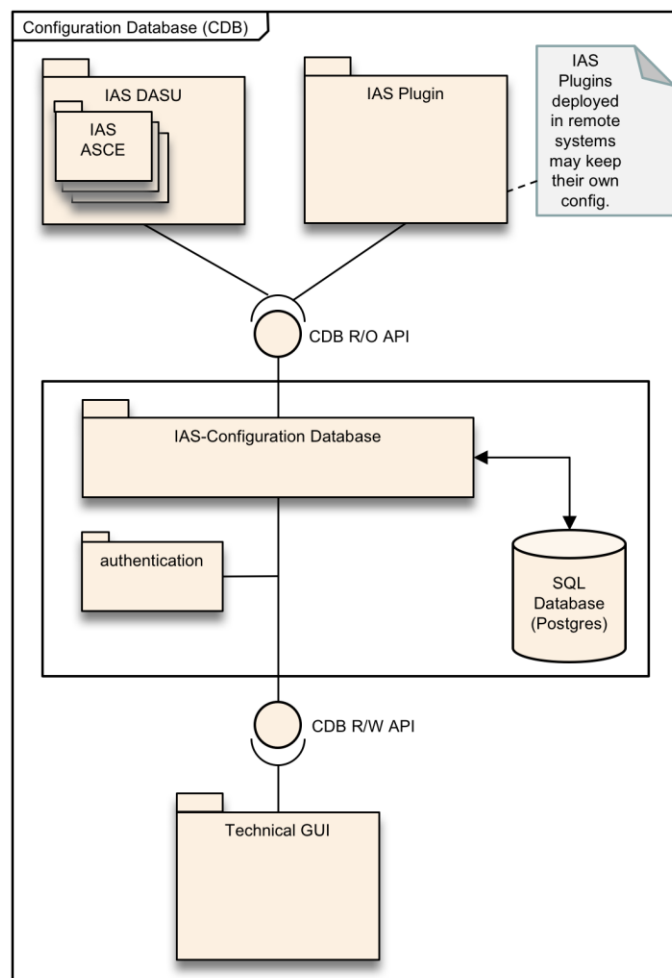 Configuration Database (CDB)
IAS DASU
IAS
ASCE
IAS Plugin
IAS
Plugins
deployed
in remote
systems
may keep
their own
config.
CDB R/O API
IAS-Configuration Database
authentication
SQL
Database
(Postgres)
CDB R/W API
Technical GUI